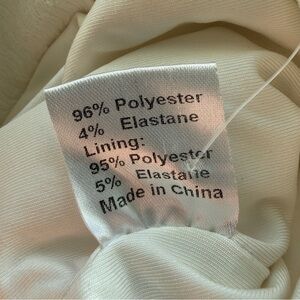 96% Polyester
4% Elastane
Lining:
95% Polyester
5% Elastane
Made in China